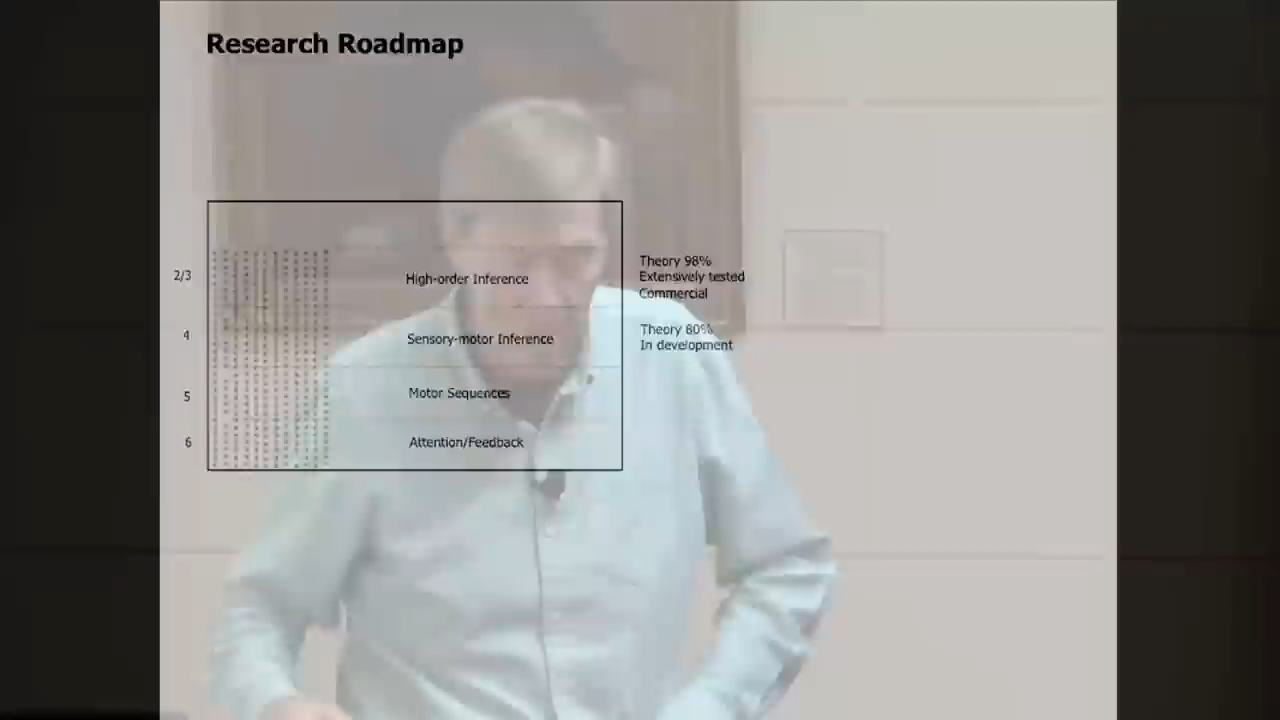 Research Roadmap
2/3
High-order Inference
Theory 98%
Extensively tested
Commercial
4
Sensory-motor Inference
Theory 80%
In development
5
Motor Sequences
6
Attention/Feedback